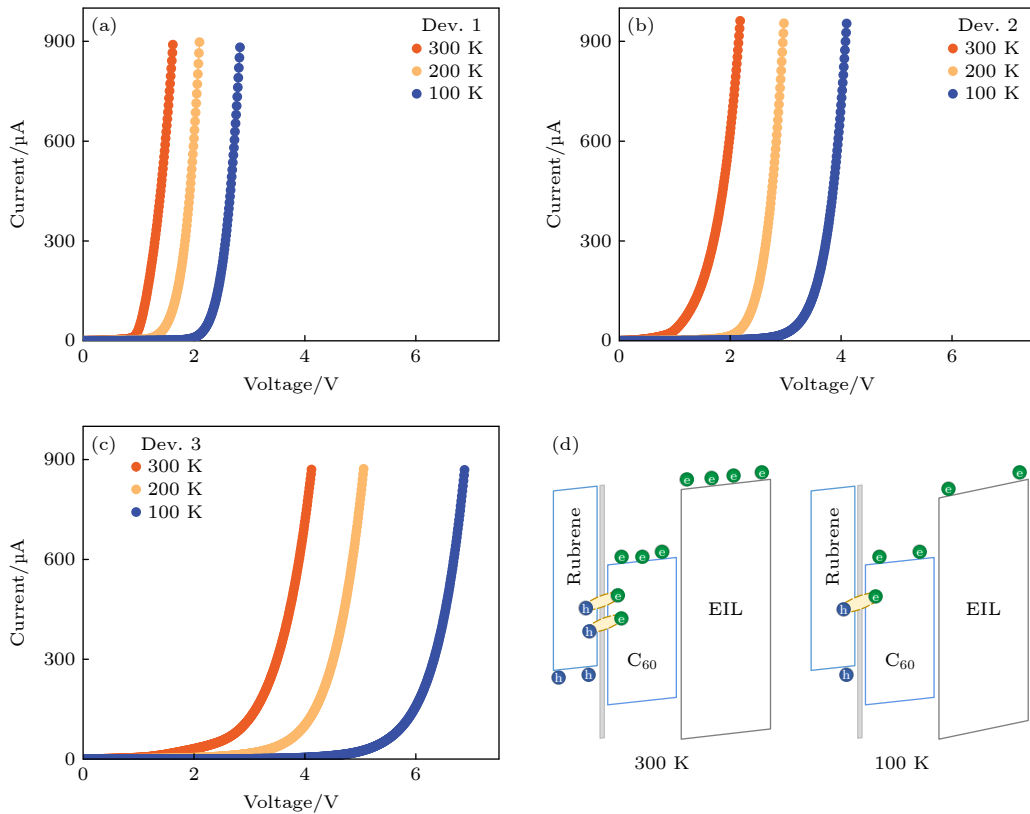 (a)
Dev. 1
300 K
200 K
100 K
900
600
300
0
0
2
4
6
Current/μA
Voltage/V
(b)
Dev. 2
300 K
200 K
100 K
900
600
300
0
0
2
4
6
Current/μA
Voltage/V
(c)
Dev. 3
300 K
200 K
100 K
900
600
300
0
0
2
4
6
Current/μA
Voltage/V
(d)
e e e e
Rubrene
e e e
h e
h e
EIL
C₆₀
h h
300 K
e e
Rubrene
e e
h e
EIL
C₆₀
h
100 K